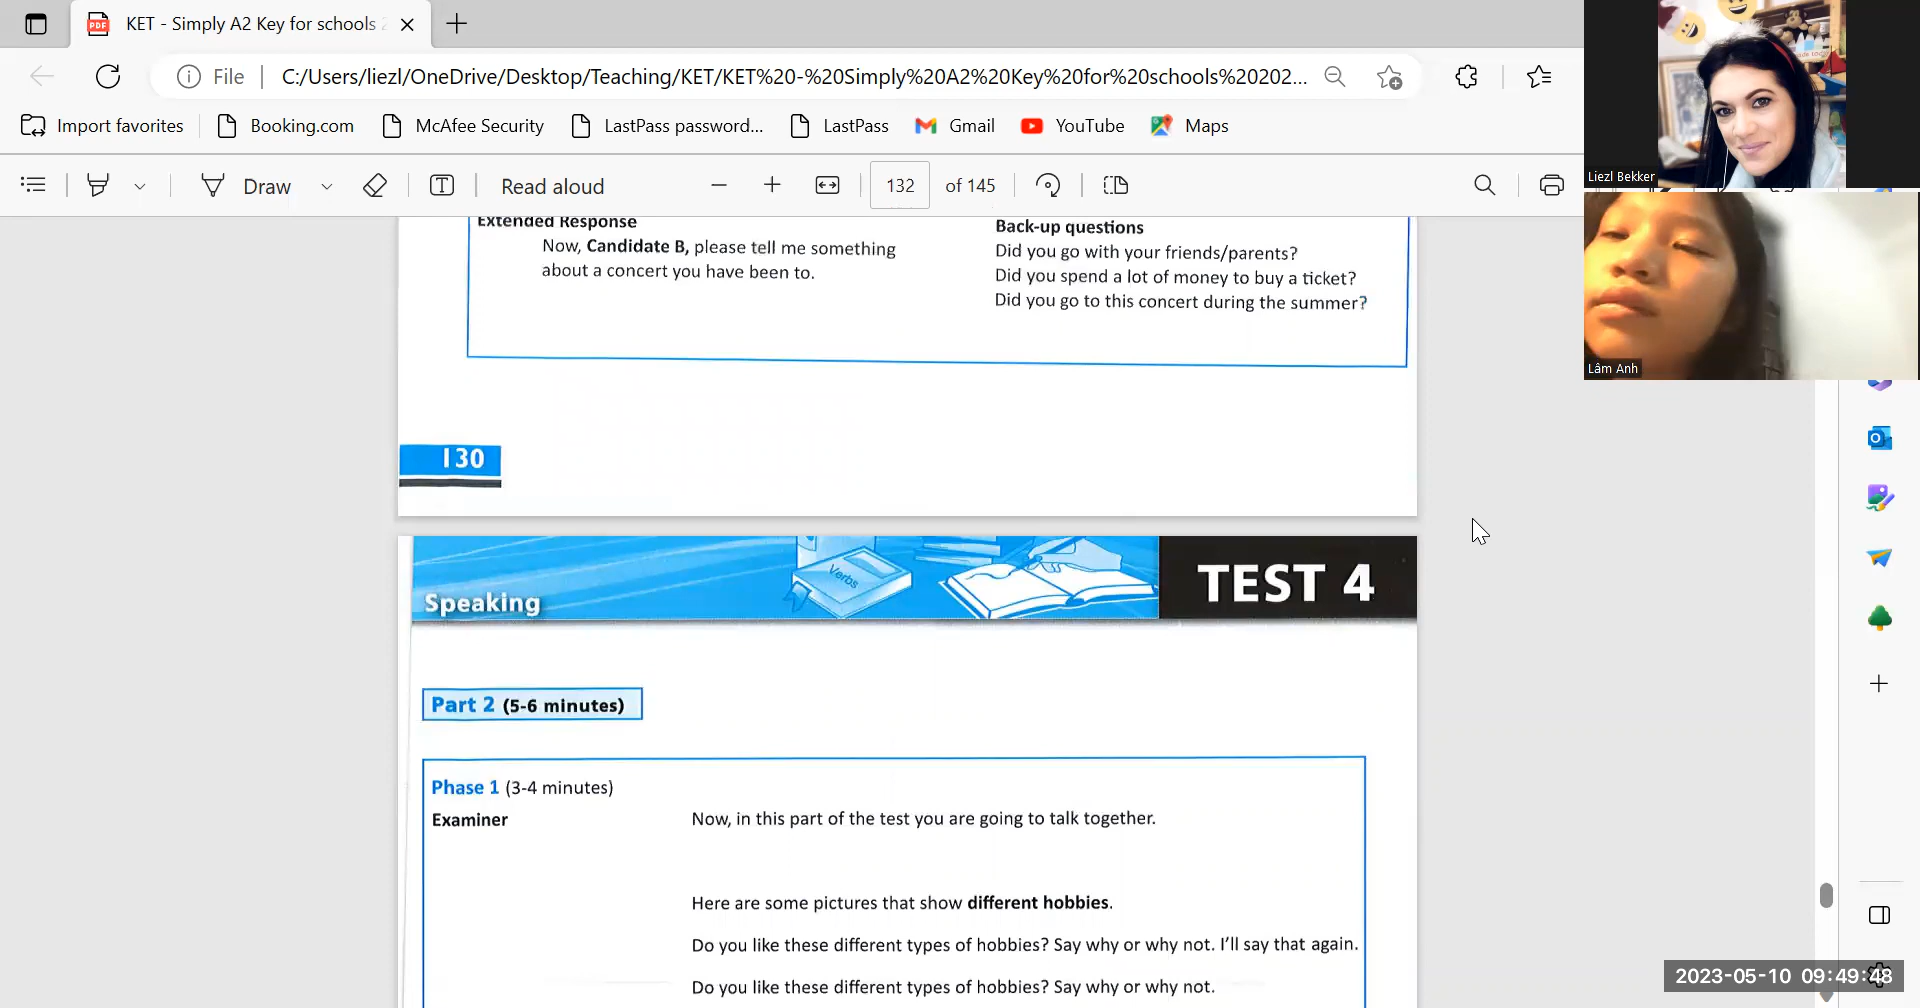 KET - Simply A2 Key for schools 2
File
C:/Users/liezl/OneDrive/Desktop/Teaching/KET/KET%20-%20Simply%20A2%20Key%20for%20schools%20202...
Import favorites
Booking.com
McAfee Security
LastPass password...
LastPass
Gmail
YouTube
Maps
Draw
Read aloud
132 of 145
Liezl Bekker
Lâm Anh
Extended Response
Now, Candidate B, please tell me something
about a concert you have been to.
Back-up questions
Did you go with your friends/parents?
Did you spend a lot of money to buy a ticket?
Did you go to this concert during the summer?
130
Speaking
Verbs
TEST 4
Part 2 (5-6 minutes)
Phase 1 (3-4 minutes)
Examiner
Now, in this part of the test you are going to talk together.
Here are some pictures that show different hobbies.
Do you like these different types of hobbies? Say why or why not. I'll say that again.
Do you like these different types of hobbies? Say why or why not.
2023-05-10 09:49:48